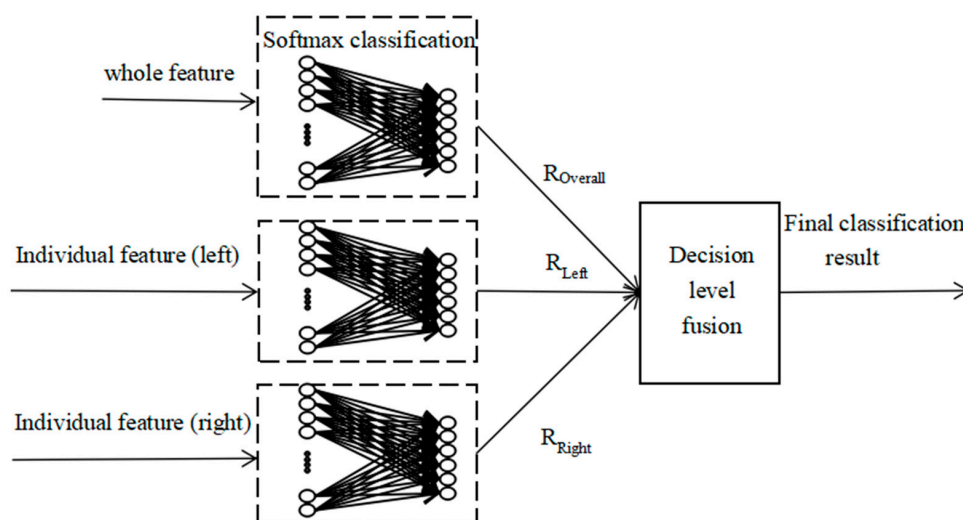 Softmax classification
whole feature
R_Overall
Individual feature (left)
R_Left
Decision
level
fusion
Final classification
result
Individual feature (right)
R_Right